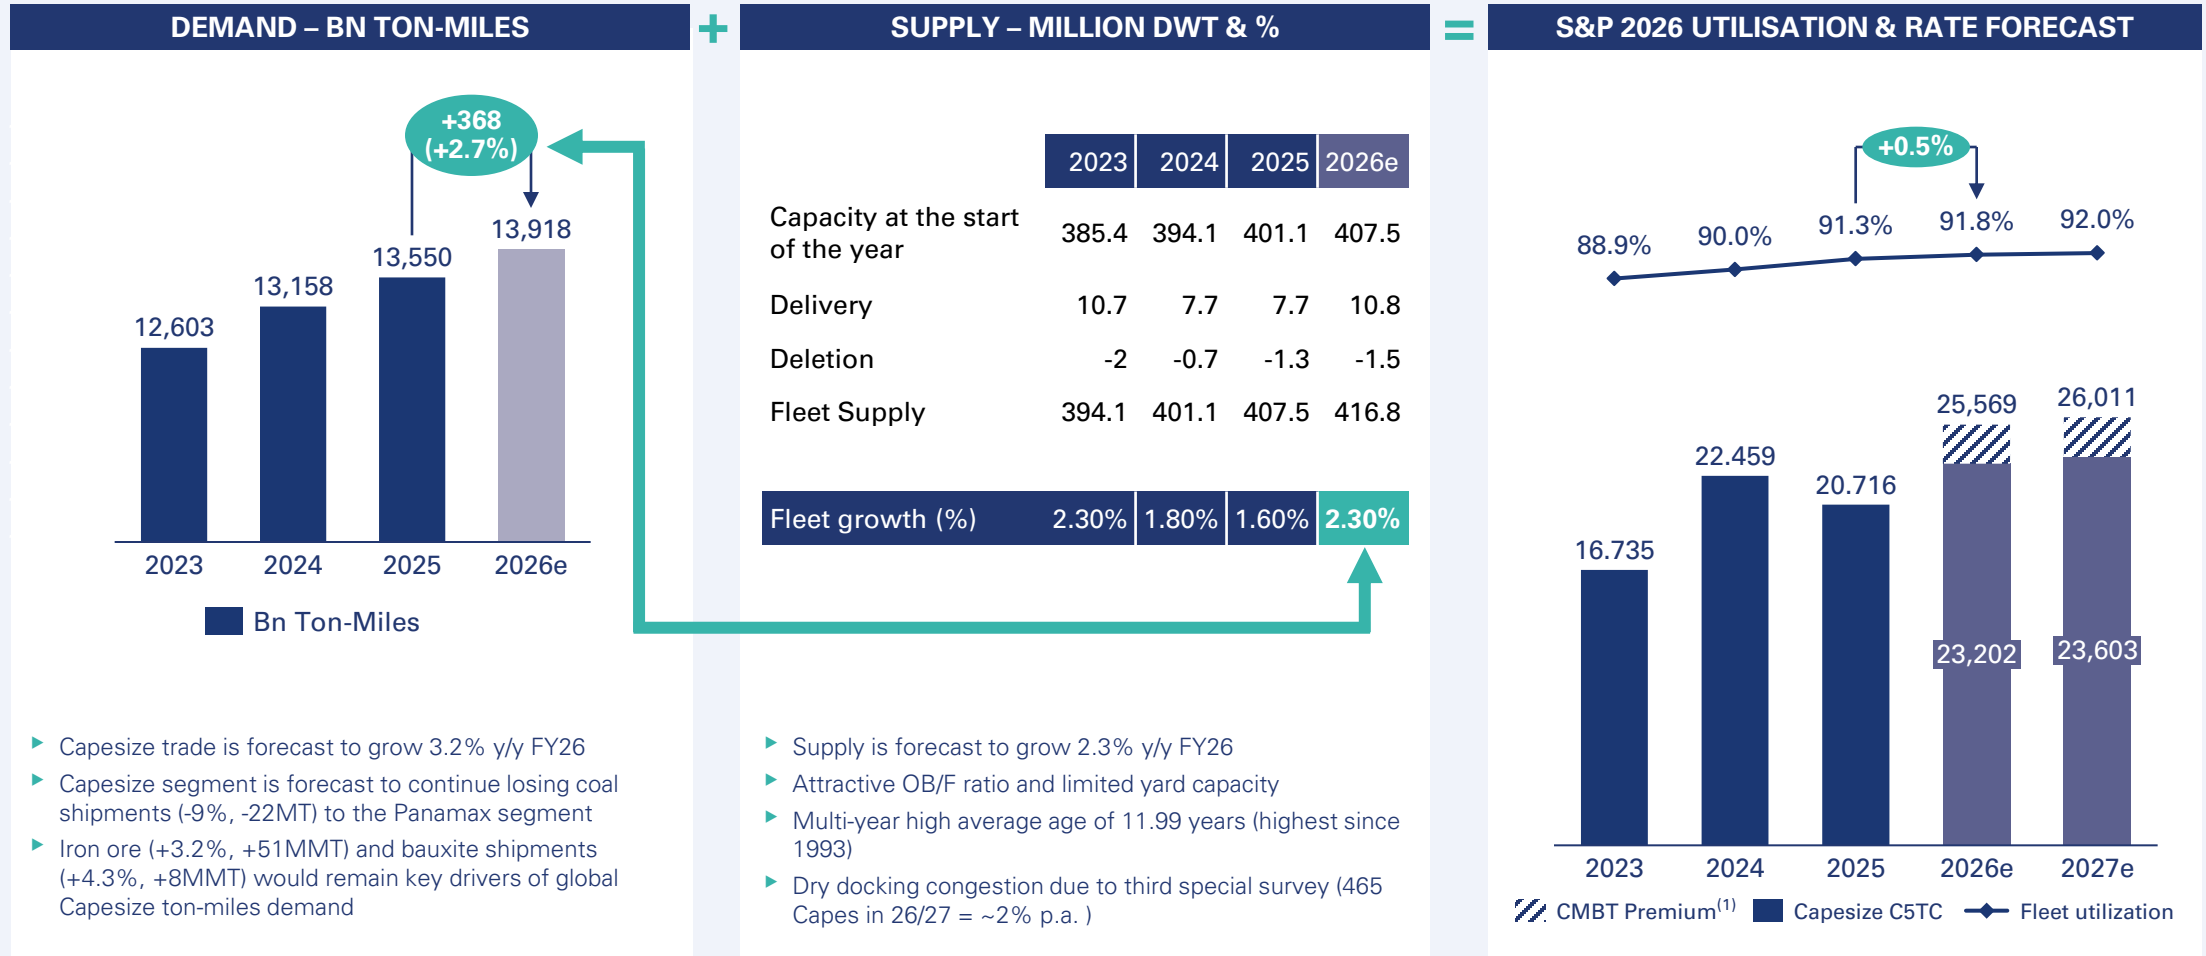 DEMAND – BN TON-MILES
+
SUPPLY – MILLION DWT & %
=
S&P 2026 UTILISATION & RATE FORECAST
+368
(+2.7%)
12,603
13,158
13,550
13,918
2023
2024
2025
2026e
Bn Ton-Miles
▶ Capesize trade is forecast to grow 3.2% y/y FY26
▶ Capesize segment is forecast to continue losing coal
shipments (-9%, -22MT) to the Panamax segment
▶ Iron ore (+3.2%, +51MMT) and bauxite shipments
(+4.3%, +8MMT) would remain key drivers of global
Capesize ton-miles demand
2023 2024 2025 2026e
Capacity at the start
of the year
385.4 394.1 401.1 407.5
Delivery 10.7 7.7 7.7 10.8
Deletion -2 -0.7 -1.3 -1.5
Fleet Supply 394.1 401.1 407.5 416.8
Fleet growth (%) 2.30% 1.80% 1.60% 2.30%
▶ Supply is forecast to grow 2.3% y/y FY26
▶ Attractive OB/F ratio and limited yard capacity
▶ Multi-year high average age of 11.99 years (highest since
1993)
▶ Dry docking congestion due to third special survey (465
Capes in 26/27 = ~2% p.a. )
+0.5%
88.9%
90.0%
91.3%
91.8%
92.0%
16.735
22.459
20.716
25,569
26,011
23,202
23,603
2023
2024
2025
2026e
2027e
CMBT Premium(1)
Capesize C5TC
Fleet utilization